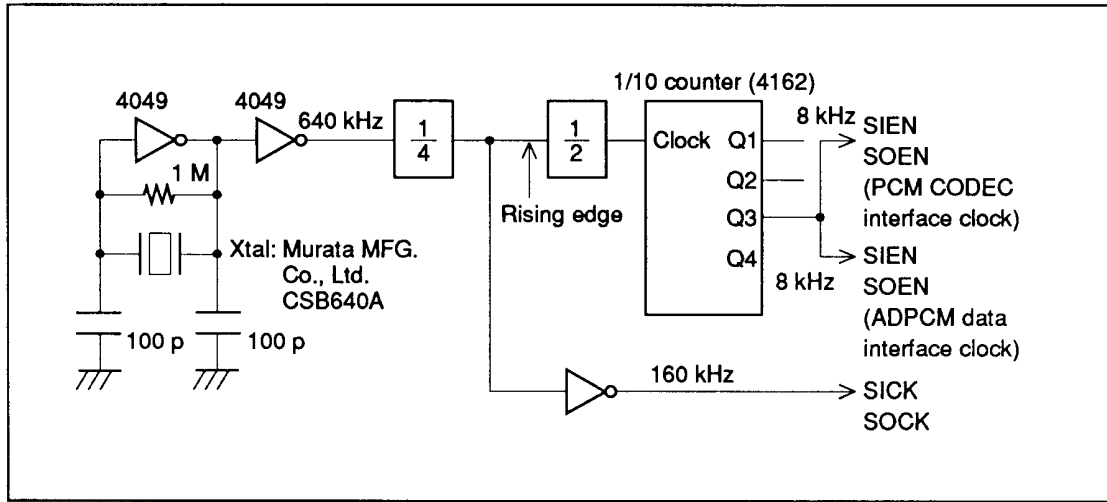 1/10 counter (4162)
4049
4049
640 kHz
1
4
1
2
Clock
Q1
Q2
Q3
Q4
8 kHz
SIEN
SOEN
(PCM CODEC
interface clock)
1 M
Rising edge
Xtal: Murata MFG.
Co., Ltd.
CSB640A
8 kHz
SIEN
SOEN
(ADPCM data
interface clock)
100 p
100 p
160 kHz
SICK
SOCK